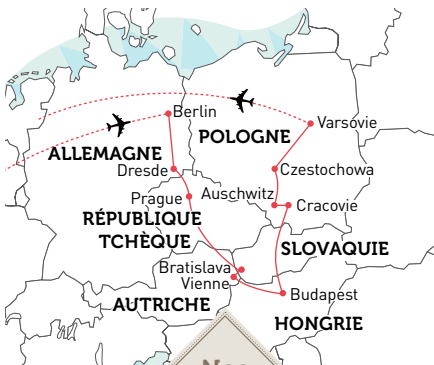 Berlin
Varsovie
POLOGNE
ALLEMAGNE
Dresde
Czestochowa
Prague
Auschwitz
Cracovie
RÉPUBLIQUE
TCHÈQUE
SLOVAQUIE
Bratislava
Vienne
Budapest
AUTRICHE
HONGRIE